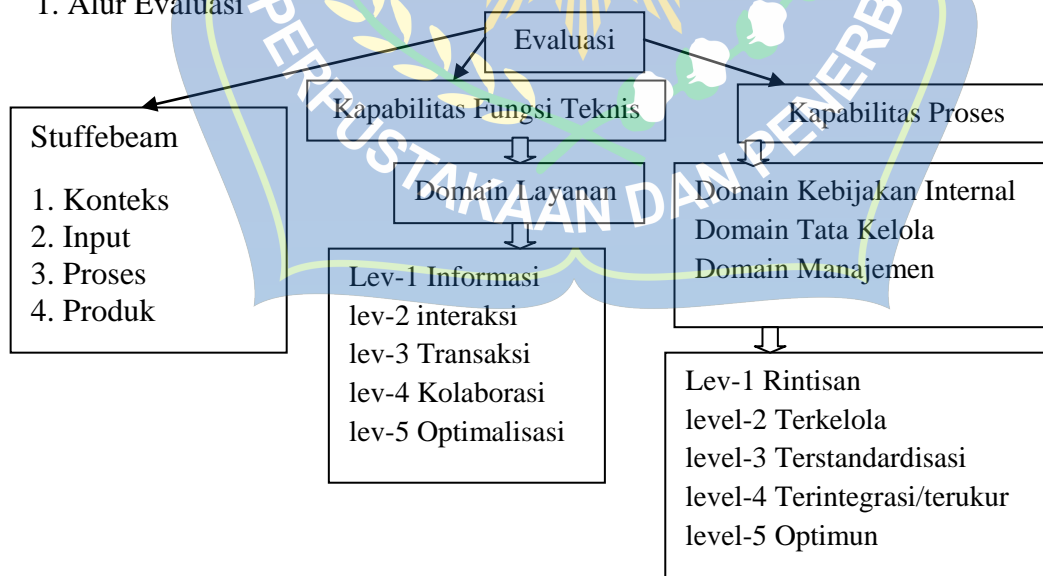 1. Alur Evaluasi
Evaluasi
Kapabilitas Fungsi Teknis
Kapabilitas Proses
Stuffebeam
1. Konteks
2. Input
3. Proses
4. Produk
Domain Layanan
Domain Kebijakan Internal
Domain Tata Kelola
Domain Manajemen
Lev-1 Informasi
lev-2 interaksi
lev-3 Transaksi
lev-4 Kolaborasi
lev-5 Optimalisasi
Lev-1 Rintisan
level-2 Terkelola
level-3 Terstandardisasi
level-4 Terintegrasi/terukur
level-5 Optimun
PERPUSTAKAAN DAN PENERB